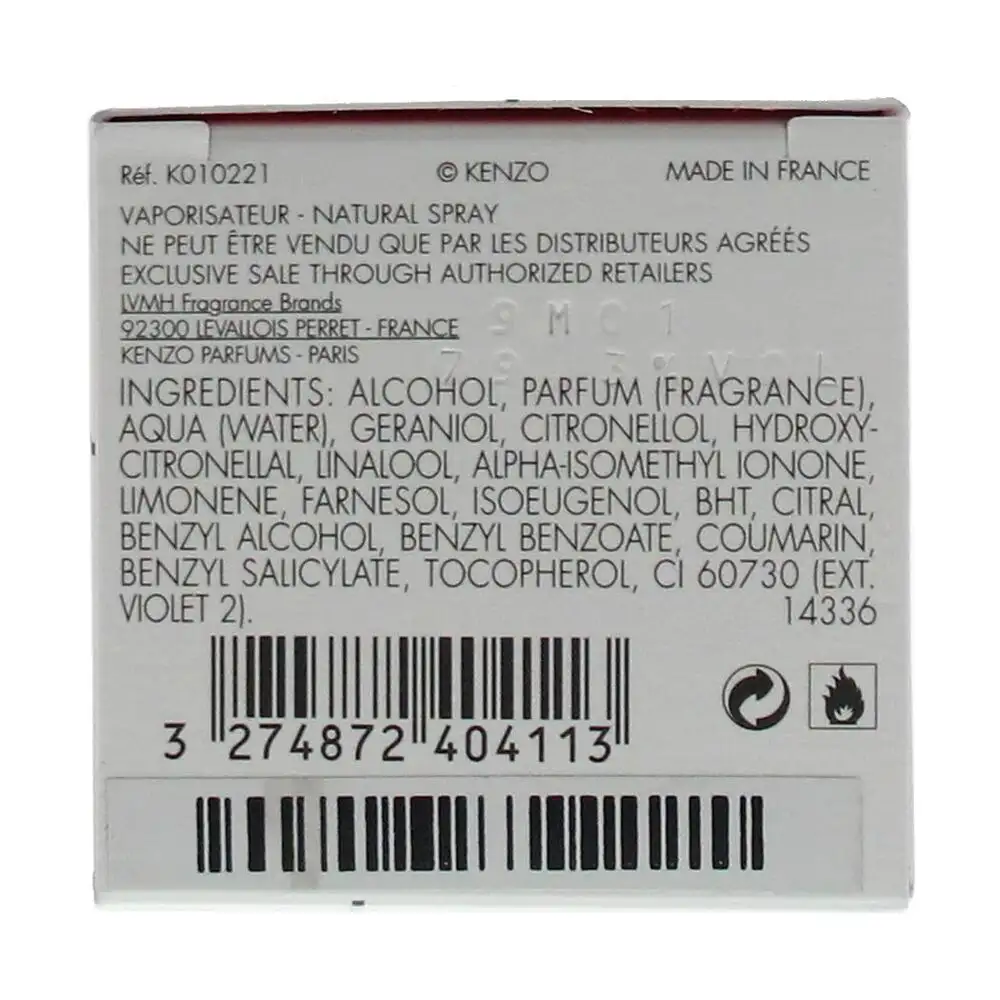 Réf. K010221 © KENZO MADE IN FRANCE
VAPORISATEUR - NATURAL SPRAY
NE PEUT ÊTRE VENDU QUE PAR LES DISTRIBUTEURS AGRÉÉS
EXCLUSIVE SALE THROUGH AUTHORIZED RETAILERS
LVMH Fragrance Brands
92300 LEVALLOIS PERRET - FRANCE
9MC1
KENZO PARFUMS - PARIS
INGREDIENTS: ALCOHOL, PARFUM (FRAGRANCE),
AQUA (WATER), GERANIOL, CITRONELLOL, HYDROXY-
CITRONELLAL, LINALOOL, ALPHA-ISOMETHYL IONONE,
LIMONENE, FARNESOL, ISOEUGENOL, BHT, CITRAL,
BENZYL ALCOHOL, BENZYL BENZOATE, COUMARIN,
BENZYL SALICYLATE, TOCOPHEROL, CI 60730 (EXT.
VIOLET 2). 14336
3 274872 404113